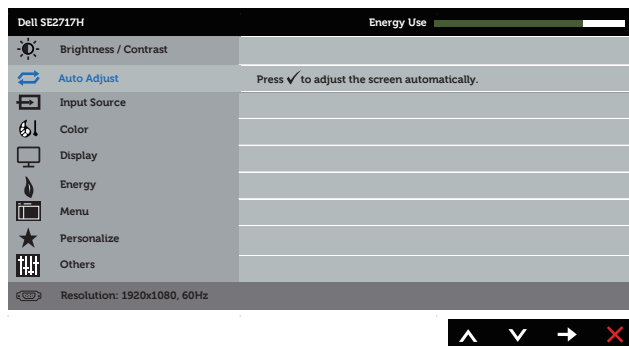 Dell SE2717H
Energy Use
Brightness / Contrast
Auto Adjust
Press ✓ to adjust the screen automatically.
Input Source
Color
Display
Energy
Menu
Personalize
Others
Resolution: 1920x1080, 60Hz